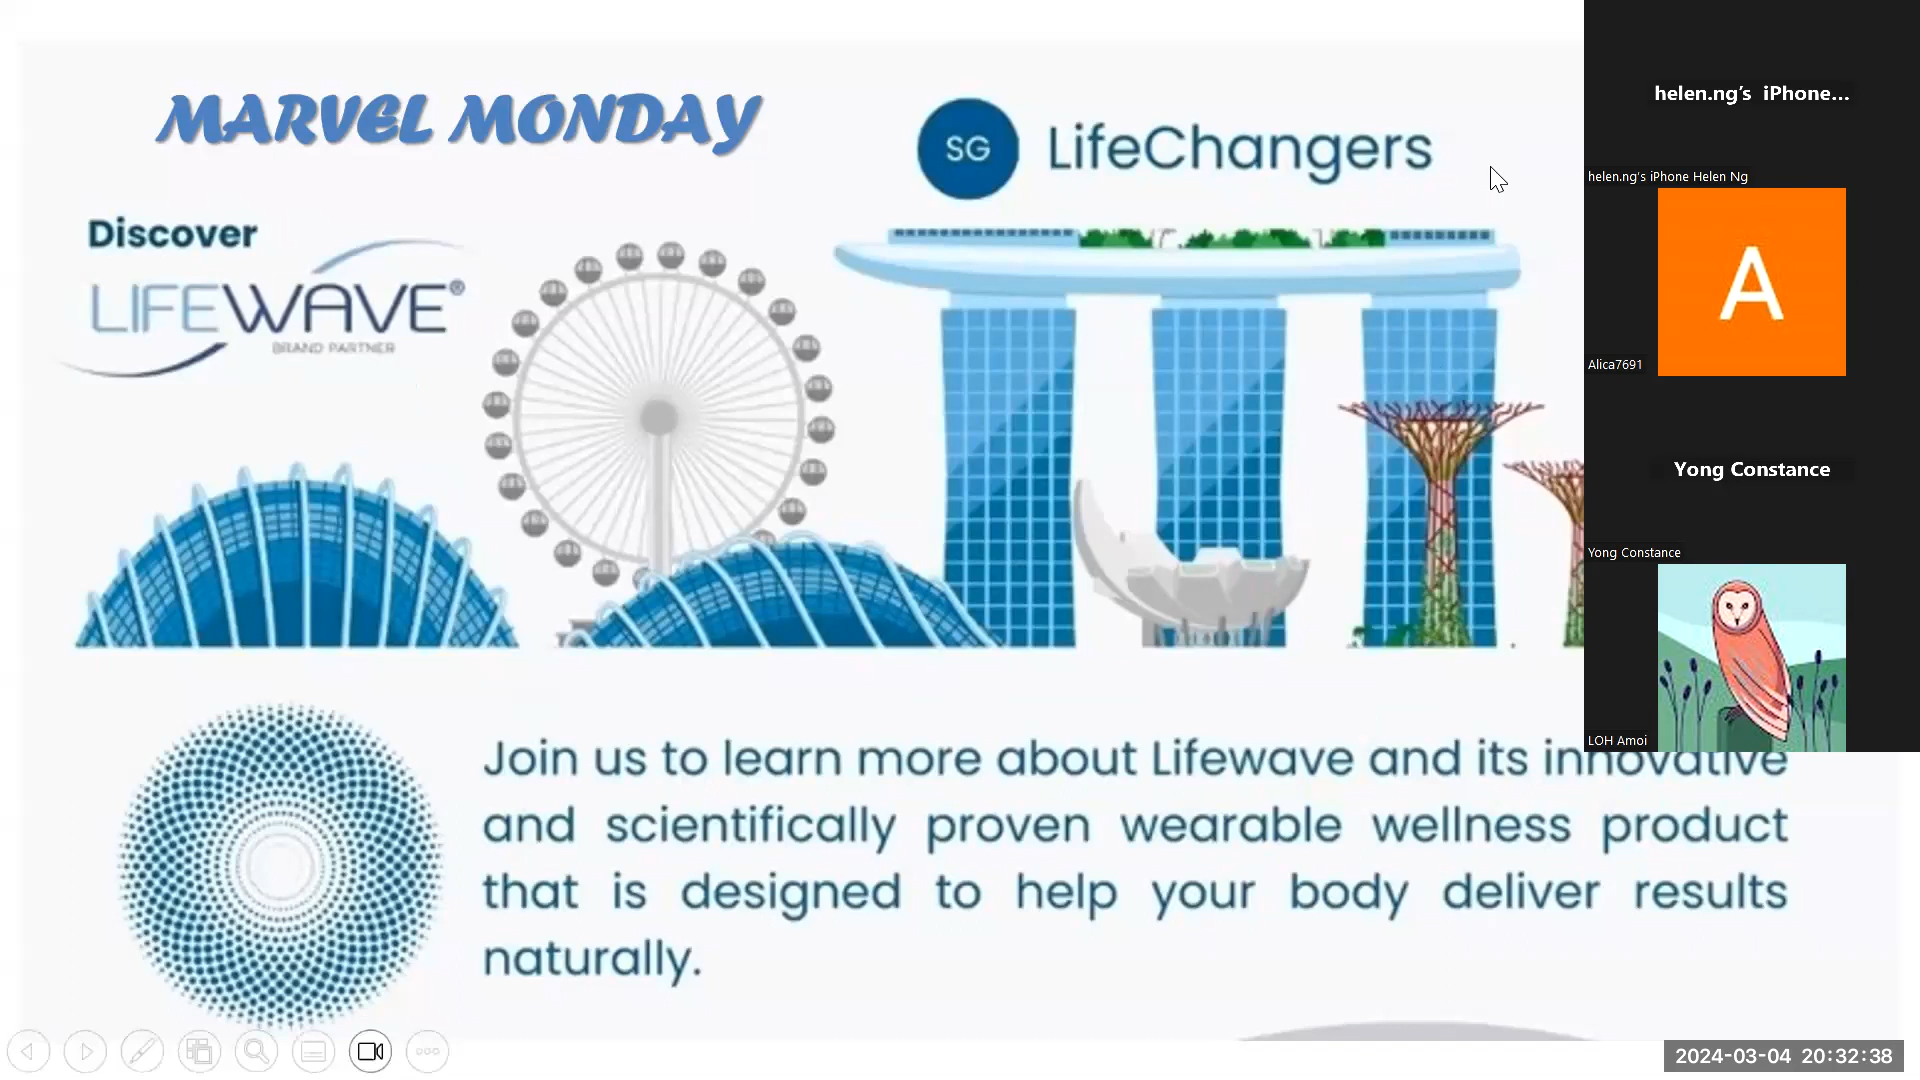 MARVEL MONDAY
SG LifeChangers
Discover
LIFEWAVE®
BRAND PARTNER
Join us to learn more about Lifewave and its innovative
and scientifically proven wearable wellness product
that is designed to help your body deliver results
naturally.
helen.ng's iPhone...
helen.ng's iPhone Helen Ng
A
Alica7691
Yong Constance
Yong Constance
LOH Amoi
2024-03-04 20:32:38